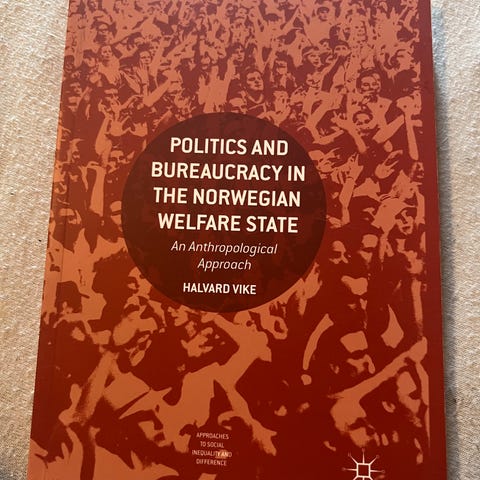 POLITICS AND
BUREAUCRACY IN
THE NORWEGIAN
WELFARE STATE
An Anthropological
Approach
HALVARD VIKE
APPROACHES
TO SOCIAL
INEQUALITY AND
DIFFERENCE